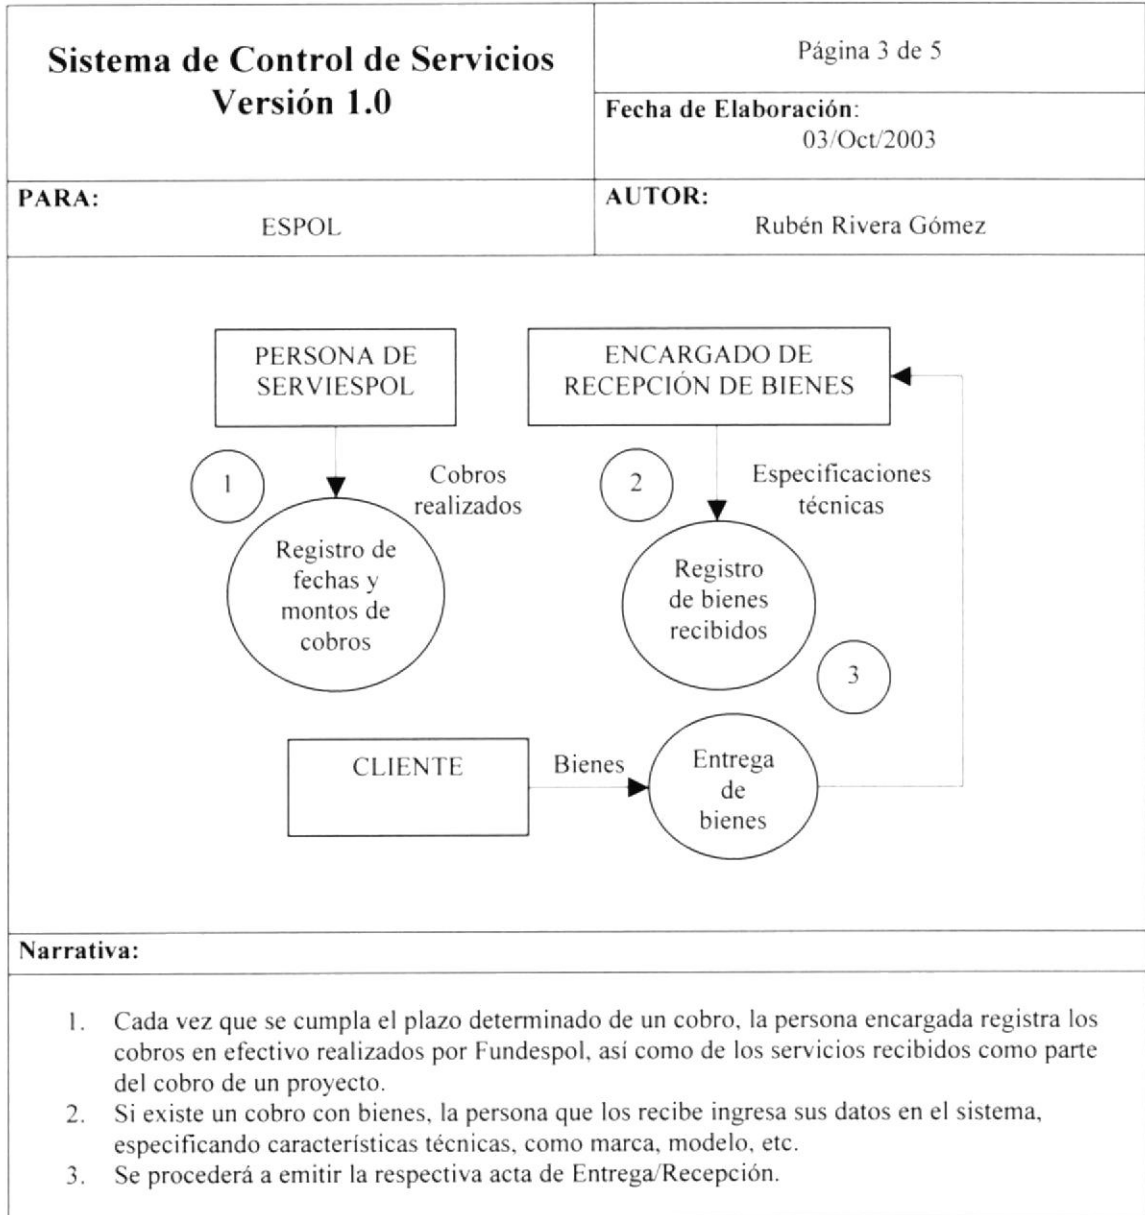 Sistema de Control de Servicios
Versión 1.0
Página 3 de 5
Fecha de Elaboración:
03/Oct/2003
PARA:
ESPOL
AUTOR:
Rubén Rivera Gómez
PERSONA DE
SERVIESPOL
ENCARGADO DE
RECEPCIÓN DE BIENES
1
Cobros
realizados
2
Especificaciones
técnicas
Registro de
fechas y
montos de
cobros
Registro
de bienes
recibidos
3
CLIENTE
Bienes
Entrega
de
bienes
Narrativa:
1. Cada vez que se cumpla el plazo determinado de un cobro, la persona encargada registra los
cobros en efectivo realizados por Fundespol, así como de los servicios recibidos como parte
del cobro de un proyecto.
2. Si existe un cobro con bienes, la persona que los recibe ingresa sus datos en el sistema,
especificando características técnicas, como marca, modelo, etc.
3. Se procederá a emitir la respectiva acta de Entrega/Recepción.